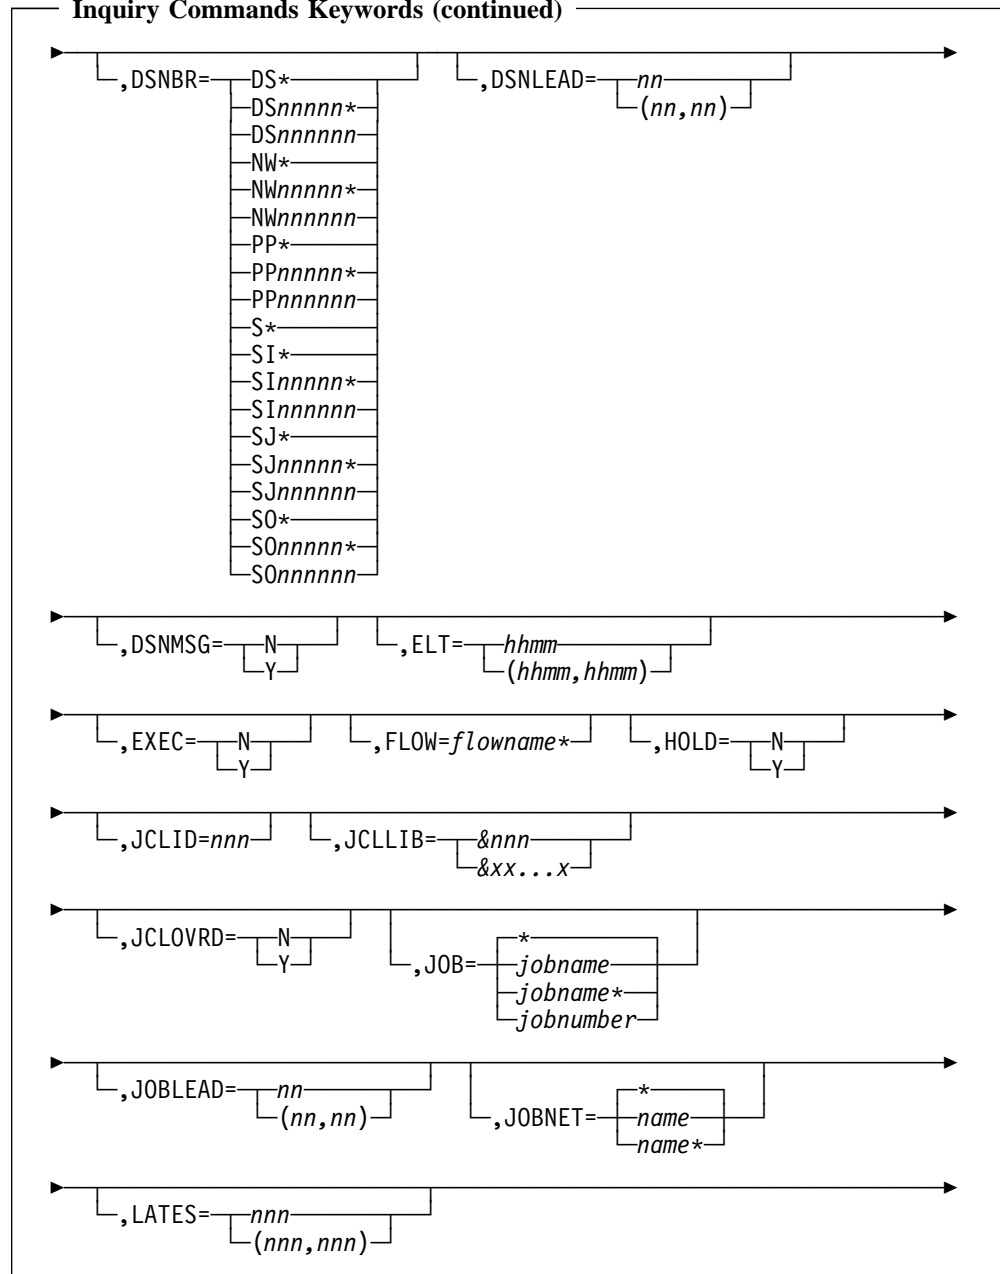 Inquiry Commands Keywords (continued)
,DSNBR= DS* ,DSNLEAD= nn
DSnnnnn* (nn,nn)
DSnnnnnn
NW*
NWnnnnn*
NWnnnnnn
PP*
PPnnnnn*
PPnnnnnn
S*
SI*
SInnnnn*
SInnnnnn
SJ*
SJnnnnn*
SJnnnnnn
SO*
SOnnnnn*
SOnnnnnn
,DSNMSG= N ,ELT= hhmm
Y (hhmm,hhmm)
,EXEC= N ,FLOW=flowname* ,HOLD= N
Y Y
,JCLID=nnn ,JCLLIB= &nnn
&xx...x
,JCLOVRD= N *
Y ,JOB= jobname
jobname*
jobnumber
,JOBLEAD= nn *
(nn,nn) ,JOBNET= name
name*
,LATES= nnn
(nnn,nnn)